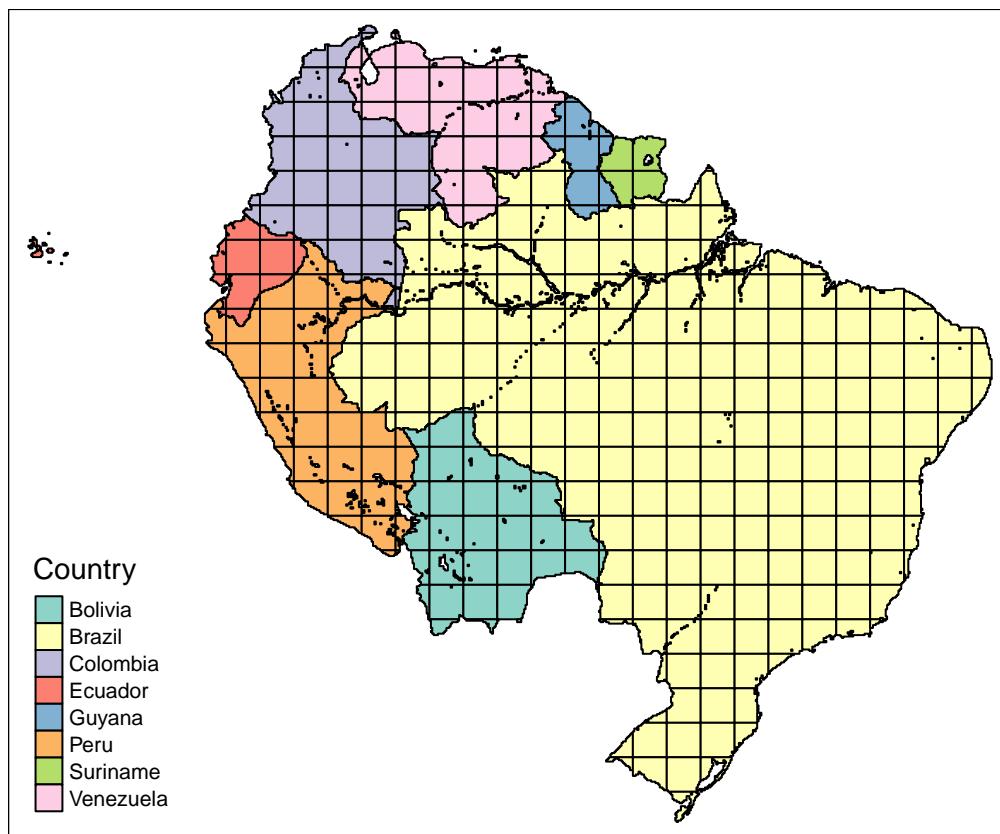 Country
Bolivia
Brazil
Colombia
Ecuador
Guyana
Peru
Suriname
Venezuela